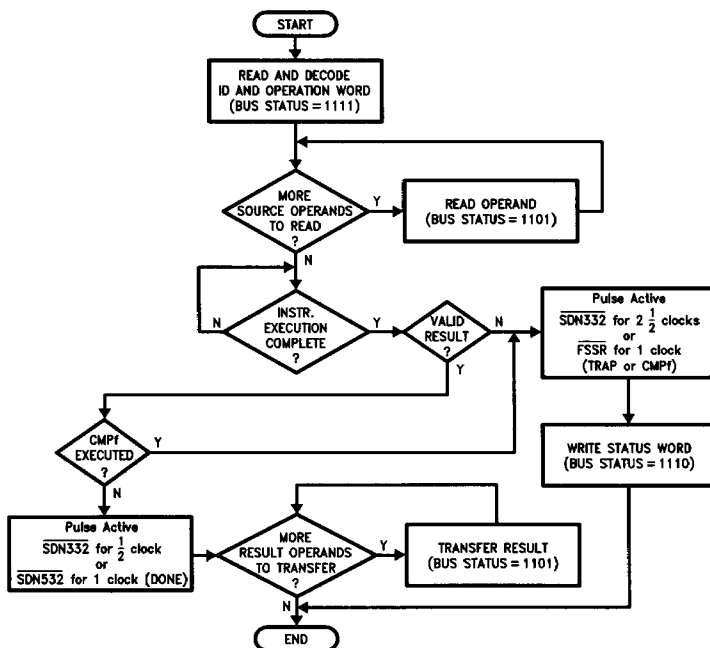 START
READ AND DECODE
ID AND OPERATION WORD
(BUS STATUS = 1111)
MORE
SOURCE OPERANDS
TO READ
?
Y
N
READ OPERAND
(BUS STATUS = 1101)
INSTR.
EXECUTION
COMPLETE
?
N
Y
VALID
RESULT
?
N
Y
Pulse Active
SDN332 for 2 1/2 clocks
or
FSSR for 1 clock
(TRAP or CMPf)
CMPf
EXECUTED
?
Y
N
WRITE STATUS WORD
(BUS STATUS = 1110)
Pulse Active
SDN332 for 1/2 clock
or
SDN532 for 1 clock (DONE)
MORE
RESULT OPERANDS
TO TRANSFER
?
Y
N
TRANSFER RESULT
(BUS STATUS = 1101)
END